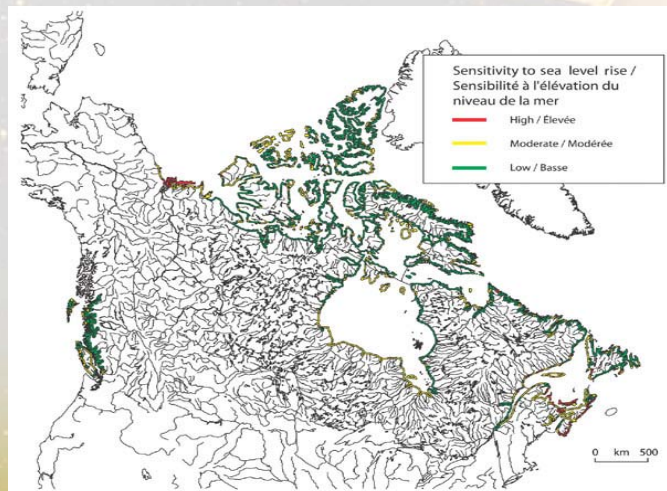 Sensitivity to sea level rise /
Sensibilité à l'élévation du
niveau de la mer
High / Élevée
Moderate / Modérée
Low / Basse
0 km 500